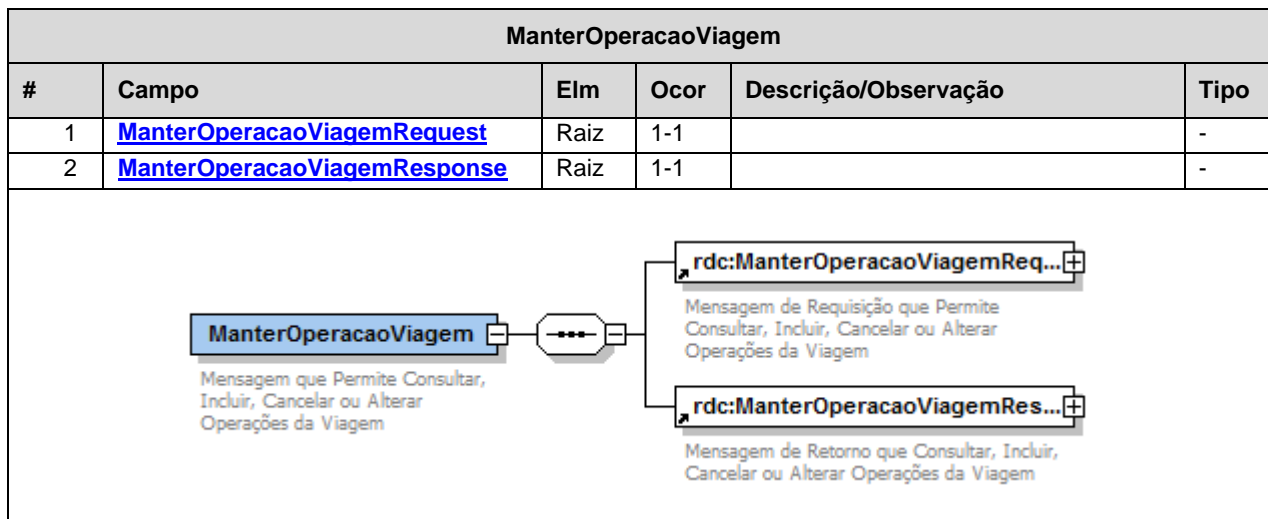 ManterOperacaoViagem
# Campo Elm Ocor Descrição/Observação Tipo
1 ManterOperacaoViagemRequest Raiz 1-1 -
2 ManterOperacaoViagemResponse Raiz 1-1 -
rdc:ManterOperacaoViagemReq...
Mensagem de Requisição que Permite
Consultar, Incluir, Cancelar ou Alterar
Operações da Viagem
ManterOperacaoViagem
Mensagem que Permite Consultar,
Incluir, Cancelar ou Alterar
Operações da Viagem
rdc:ManterOperacaoViagemRes...
Mensagem de Retorno que Consultar, Incluir,
Cancelar ou Alterar Operações da Viagem